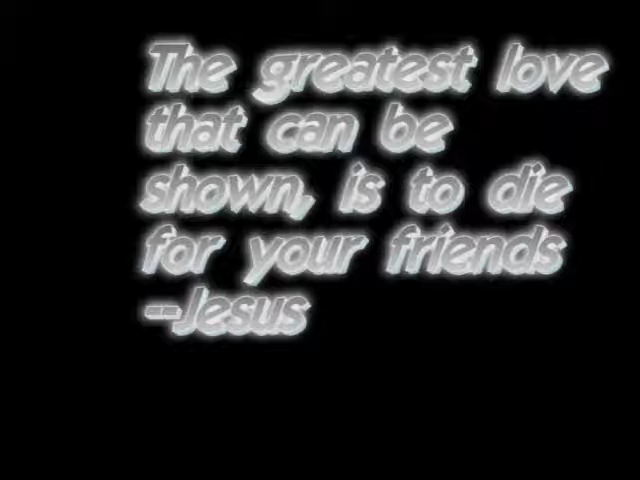 The greatest love
that can be
shown, is to die
for your friends
--Jesus